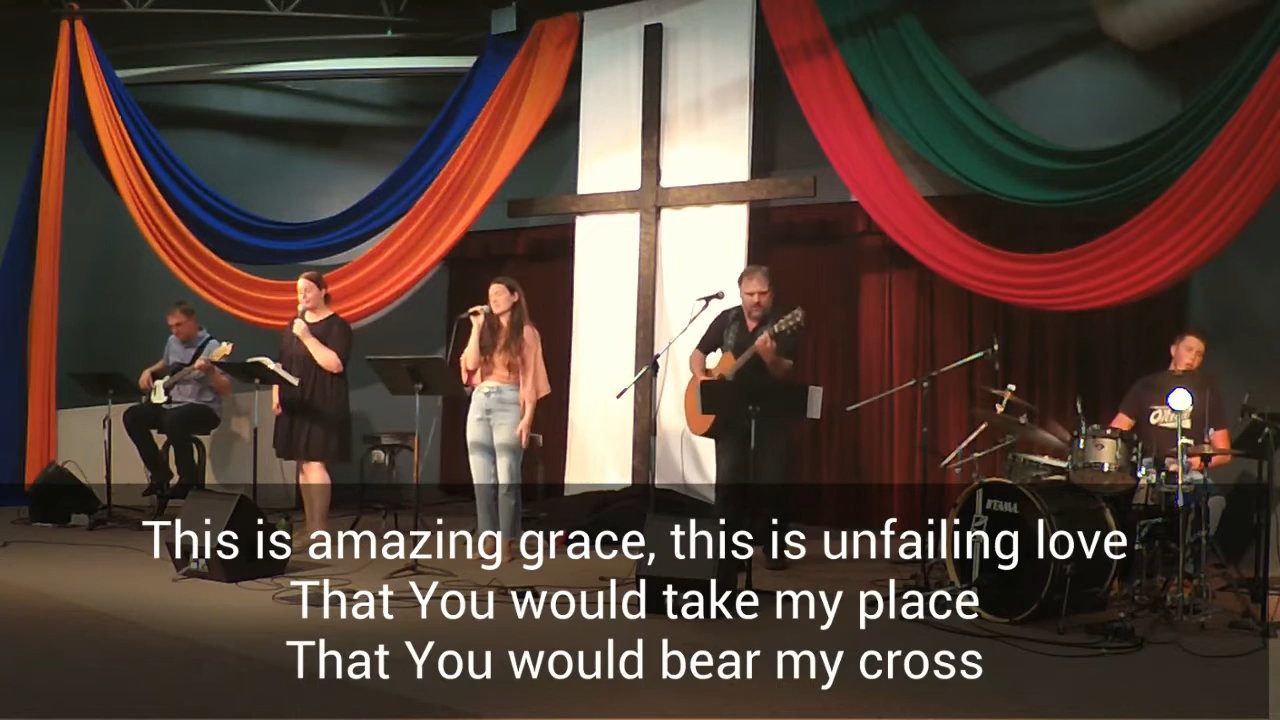 TAMA
This is amazing grace, this is unfailing love
That You would take my place
That You would bear my cross